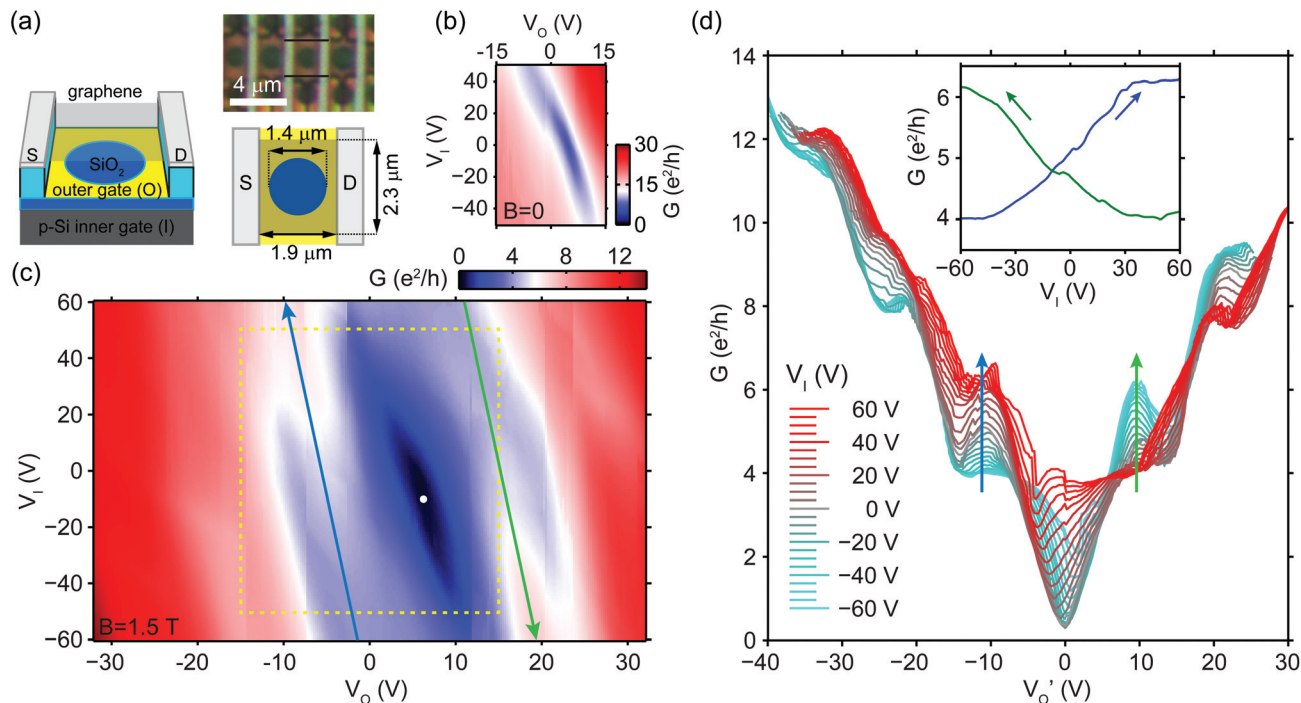 (a)
graphene
S
SiO2
D
outer gate (O)
p-Si inner gate (I)
4 μm
1.4 μm
S
D
2.3 μm
1.9 μm
(b)
VO (V)
-15 0 15
40
20
0
-20
-40
VI (V)
B=0
30
15
0
G (e²/h)
(c)
G (e²/h)
0 4 8 12
60
40
20
0
−20
−40
−60
VI (V)
B=1.5 T
−30 −20 −10 0 10 20 30
VO (V)
(d)
14
12
10
8
6
4
2
0
G (e²/h)
−40 −30 −20 −10 0 10 20 30
VO' (V)
VI (V)
60 V
40 V
20 V
0 V
−20 V
−40 V
−60 V
6
5
4
G (e²/h)
−60 −30 0 30 60
VI (V)